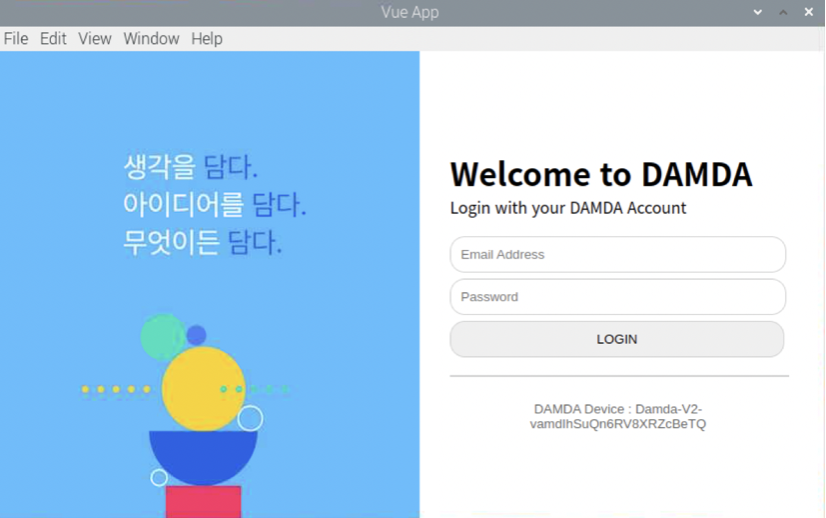 Vue App
File Edit View Window Help
생각을 담다.
아이디어를 담다.
무엇이든 담다.
Welcome to DAMDA
Login with your DAMDA Account
Email Address
Password
LOGIN
DAMDA Device : Damda-V2-
vamdIhSuQn6RV8XRZcBeTQ